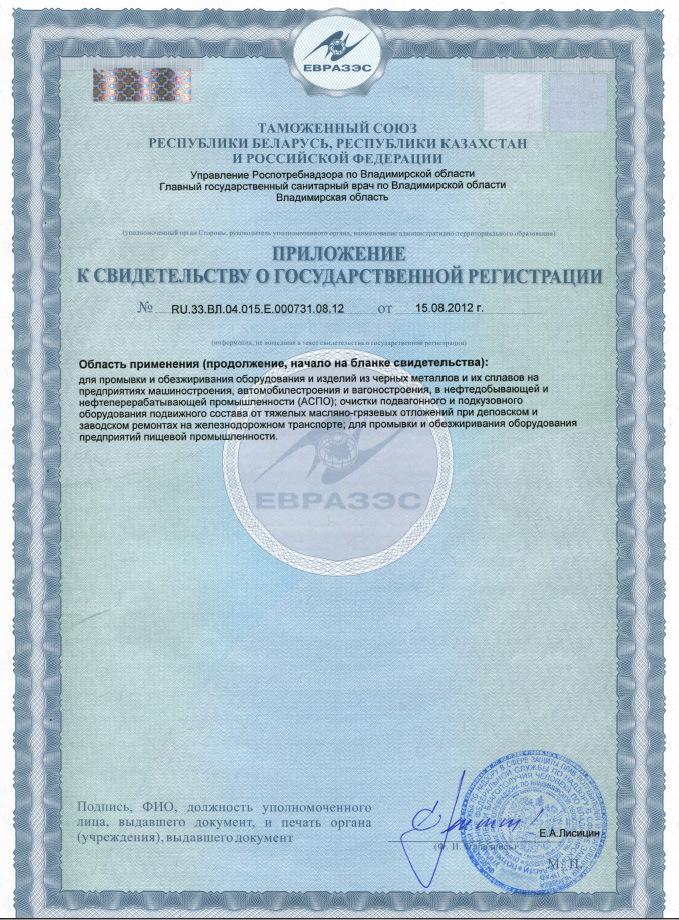 ЕВРАЗЭС
ТАМОЖЕННЫЙ СОЮЗ
РЕСПУБЛИКИ БЕЛАРУСЬ, РЕСПУБЛИКИ КАЗАХСТАН
И РОССИЙСКОЙ ФЕДЕРАЦИИ
Управление Роспотребнадзора по Владимирской области
Главный государственный санитарный врач по Владимирской области
Владимирская область
(уполномоченный орган Стороны, руководитель уполномоченного органа, наименование административно-территориального образования)
ПРИЛОЖЕНИЕ
К СВИДЕТЕЛЬСТВУ О ГОСУДАРСТВЕННОЙ РЕГИСТРАЦИИ
№ RU.33.ВЛ.04.015.Е.000731.08.12 от 15.08.2012 г.
(информация, не вошедшая в текст свидетельства о государственной регистрации)
Область применения (продолжение, начало на бланке свидетельства):
для промывки и обезжиривания оборудования и изделий из черных металлов и их сплавов на
предприятиях машиностроения, автомобилестроения и вагоностроения, в нефтедобывающей и
нефтеперерабатывающей промышленности (АСПО); очистки подвагонного и подкузовного
оборудования подвижного состава от тяжелых масляно-грязевых отложений при деповском и
заводском ремонтах на железнодорожном транспорте; для промывки и обезжиривания оборудования
предприятий пищевой промышленности.
ЕВРАЗЭС
Подпись, ФИО, должность уполномоченного
лица, выдавшего документ, и печать органа
(учреждения), выдавшего документ
Е.А.Лисицин
М. П.